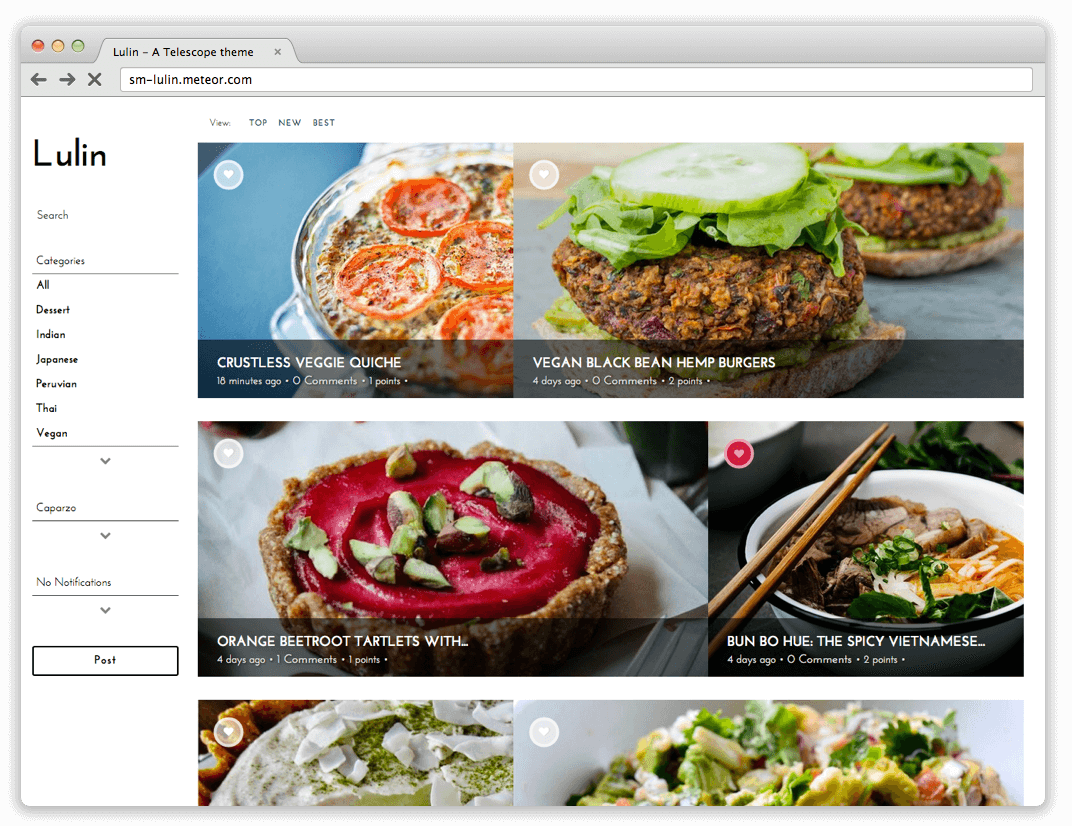 Lulin – A Telescope theme
sm-lulin.meteor.com
Lulin
Search
Categories
All
Dessert
Indian
Japanese
Peruvian
Thai
Vegan
Caparzo
No Notifications
Post
View: TOP NEW BEST
CRUSTLESS VEGGIE QUICHE
18 minutes ago • 0 Comments • 1 points •
VEGAN BLACK BEAN HEMP BURGERS
4 days ago • 0 Comments • 2 points •
ORANGE BEETROOT TARTLETS WITH...
4 days ago • 1 Comments • 1 points •
BUN BO HUE: THE SPICY VIETNAMESE...
4 days ago • 0 Comments • 2 points •